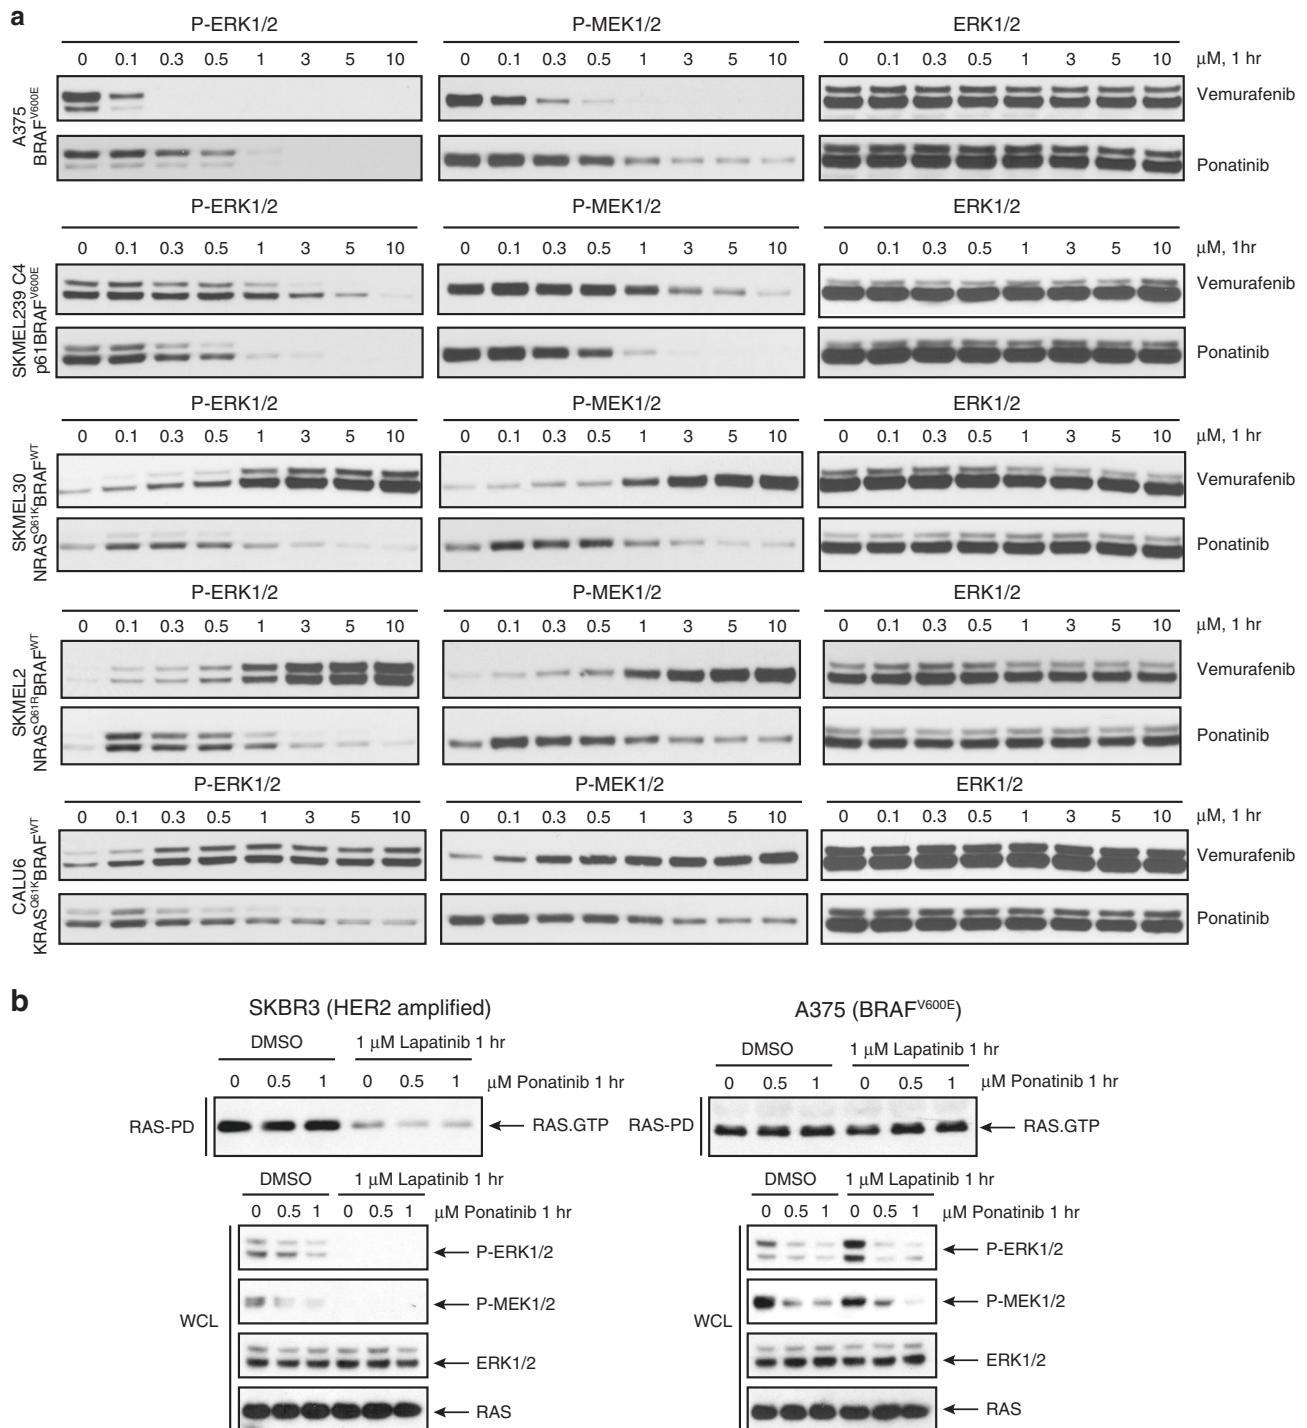 a
P-ERK1/2 P-MEK1/2 ERK1/2
0 0.1 0.3 0.5 1 3 5 10 0 0.1 0.3 0.5 1 3 5 10 0 0.1 0.3 0.5 1 3 5 10 μM, 1 hr
A375
BRAFV600E
Vemurafenib
Ponatinib
P-ERK1/2 P-MEK1/2 ERK1/2
0 0.1 0.3 0.5 1 3 5 10 0 0.1 0.3 0.5 1 3 5 10 0 0.1 0.3 0.5 1 3 5 10 μM, 1hr
SKMEL239 C4
p61BRAFV600E
Vemurafenib
Ponatinib
P-ERK1/2 P-MEK1/2 ERK1/2
0 0.1 0.3 0.5 1 3 5 10 0 0.1 0.3 0.5 1 3 5 10 0 0.1 0.3 0.5 1 3 5 10 μM, 1 hr
SKMEL30
NRASQ61KBRAFWT
Vemurafenib
Ponatinib
P-ERK1/2 P-MEK1/2 ERK1/2
0 0.1 0.3 0.5 1 3 5 10 0 0.1 0.3 0.5 1 3 5 10 0 0.1 0.3 0.5 1 3 5 10 μM, 1 hr
SKMEL2
NRASQ61RBRAFWT
Vemurafenib
Ponatinib
P-ERK1/2 P-MEK1/2 ERK1/2
0 0.1 0.3 0.5 1 3 5 10 0 0.1 0.3 0.5 1 3 5 10 0 0.1 0.3 0.5 1 3 5 10 μM, 1 hr
CALU6
KRASQ61KBRAFWT
Vemurafenib
Ponatinib
b
SKBR3 (HER2 amplified)
DMSO 1 μM Lapatinib 1 hr
0 0.5 1 0 0.5 1 μM Ponatinib 1 hr
RAS-PD RAS.GTP
DMSO 1 μM Lapatinib 1 hr
0 0.5 1 0 0.5 1 μM Ponatinib 1 hr
P-ERK1/2
P-MEK1/2
WCL
ERK1/2
RAS
A375 (BRAFV600E)
DMSO 1 μM Lapatinib 1 hr
0 0.5 1 0 0.5 1 μM Ponatinib 1 hr
RAS-PD RAS.GTP
DMSO 1 μM Lapatinib 1 hr
0 0.5 1 0 0.5 1 μM Ponatinib 1 hr
P-ERK1/2
P-MEK1/2
WCL
ERK1/2
RAS